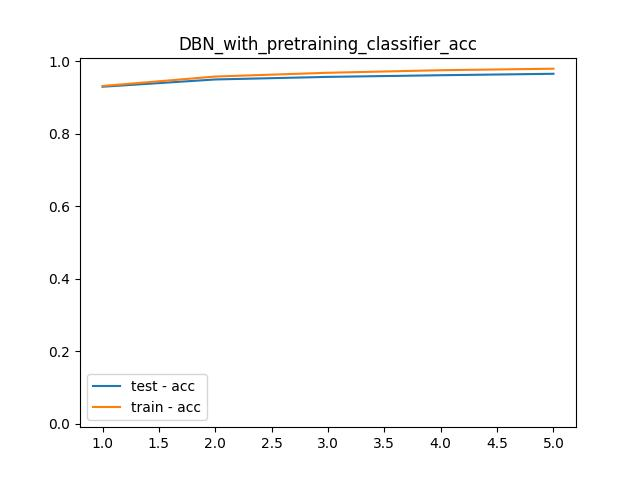 DBN_with_pretraining_classifier_acc
1.0
0.8
0.6
0.4
0.2
0.0
test - acc
train - acc
1.0 1.5 2.0 2.5 3.0 3.5 4.0 4.5 5.0